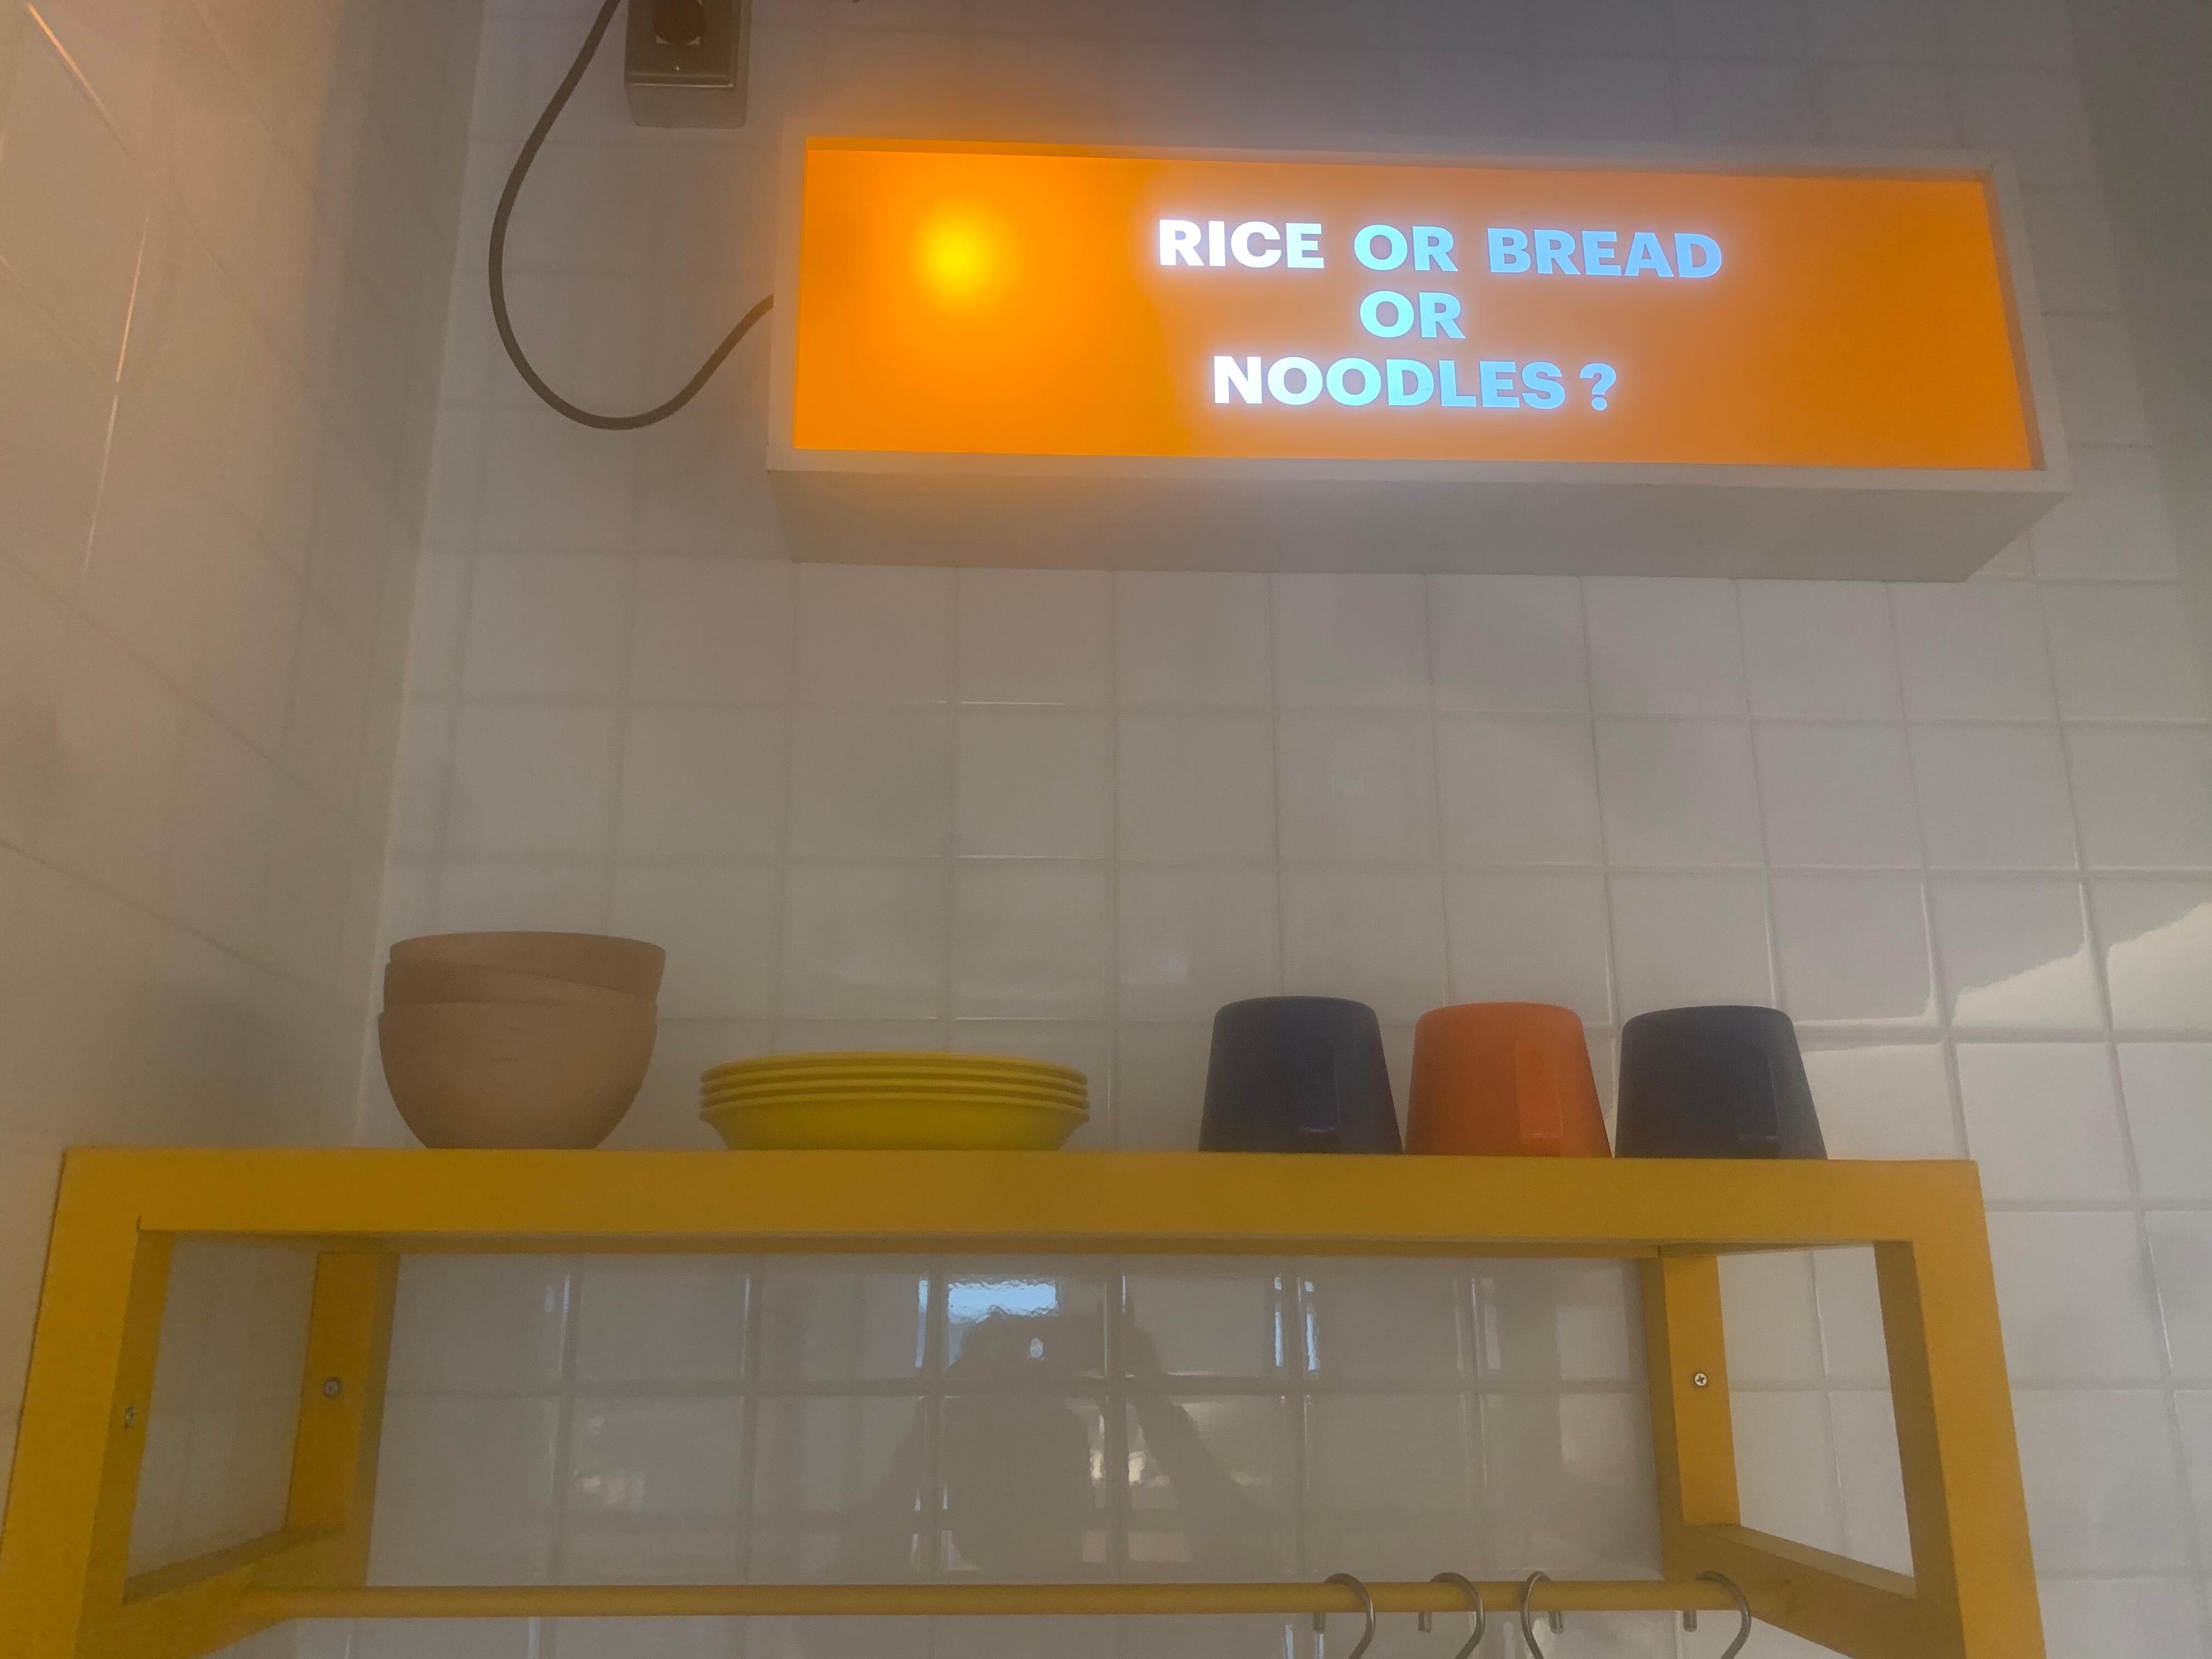 RICE OR BREAD
OR
NOODLES ?